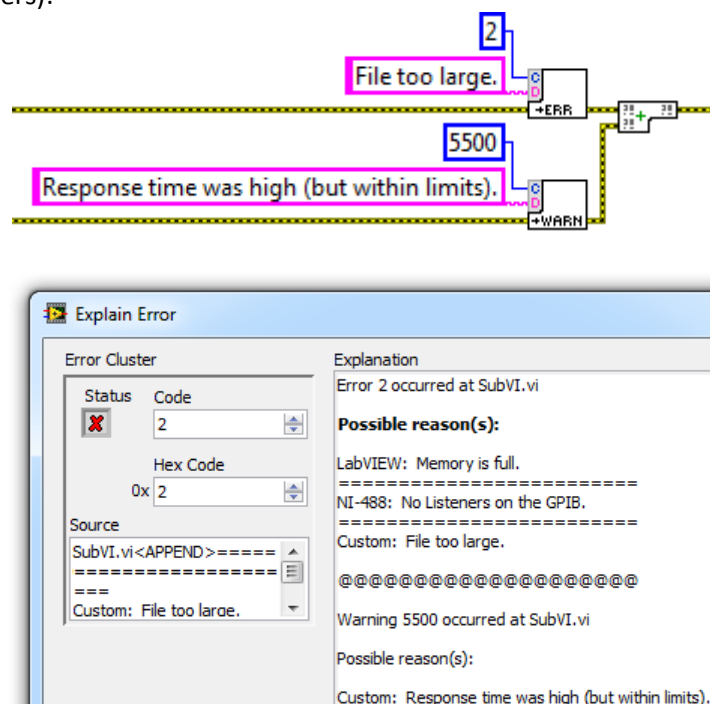 ers).
2
File too large.
C
D
+ERR
5500
Response time was high (but within limits).
C
D
+WARN
Explain Error
Error Cluster
Status Code
2
Hex Code
0x 2
Source
SubVI.vi<APPEND>=====
==================
===
Custom: File too large.
Explanation
Error 2 occurred at SubVI.vi
Possible reason(s):
LabVIEW: Memory is full.
=========================
NI-488: No Listeners on the GPIB.
=========================
Custom: File too large.
@@@@@@@@@@@@@@@@@@@@
Warning 5500 occurred at SubVI.vi
Possible reason(s):
Custom: Response time was high (but within limits).